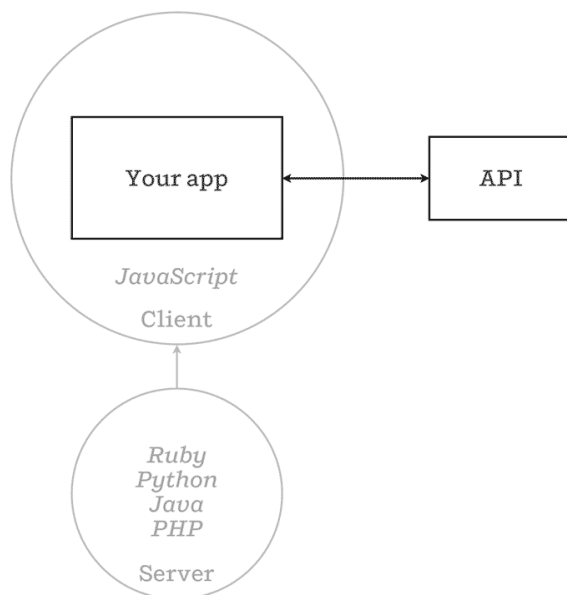 Your app
API
JavaScript
Client
Ruby
Python
Java
PHP
Server